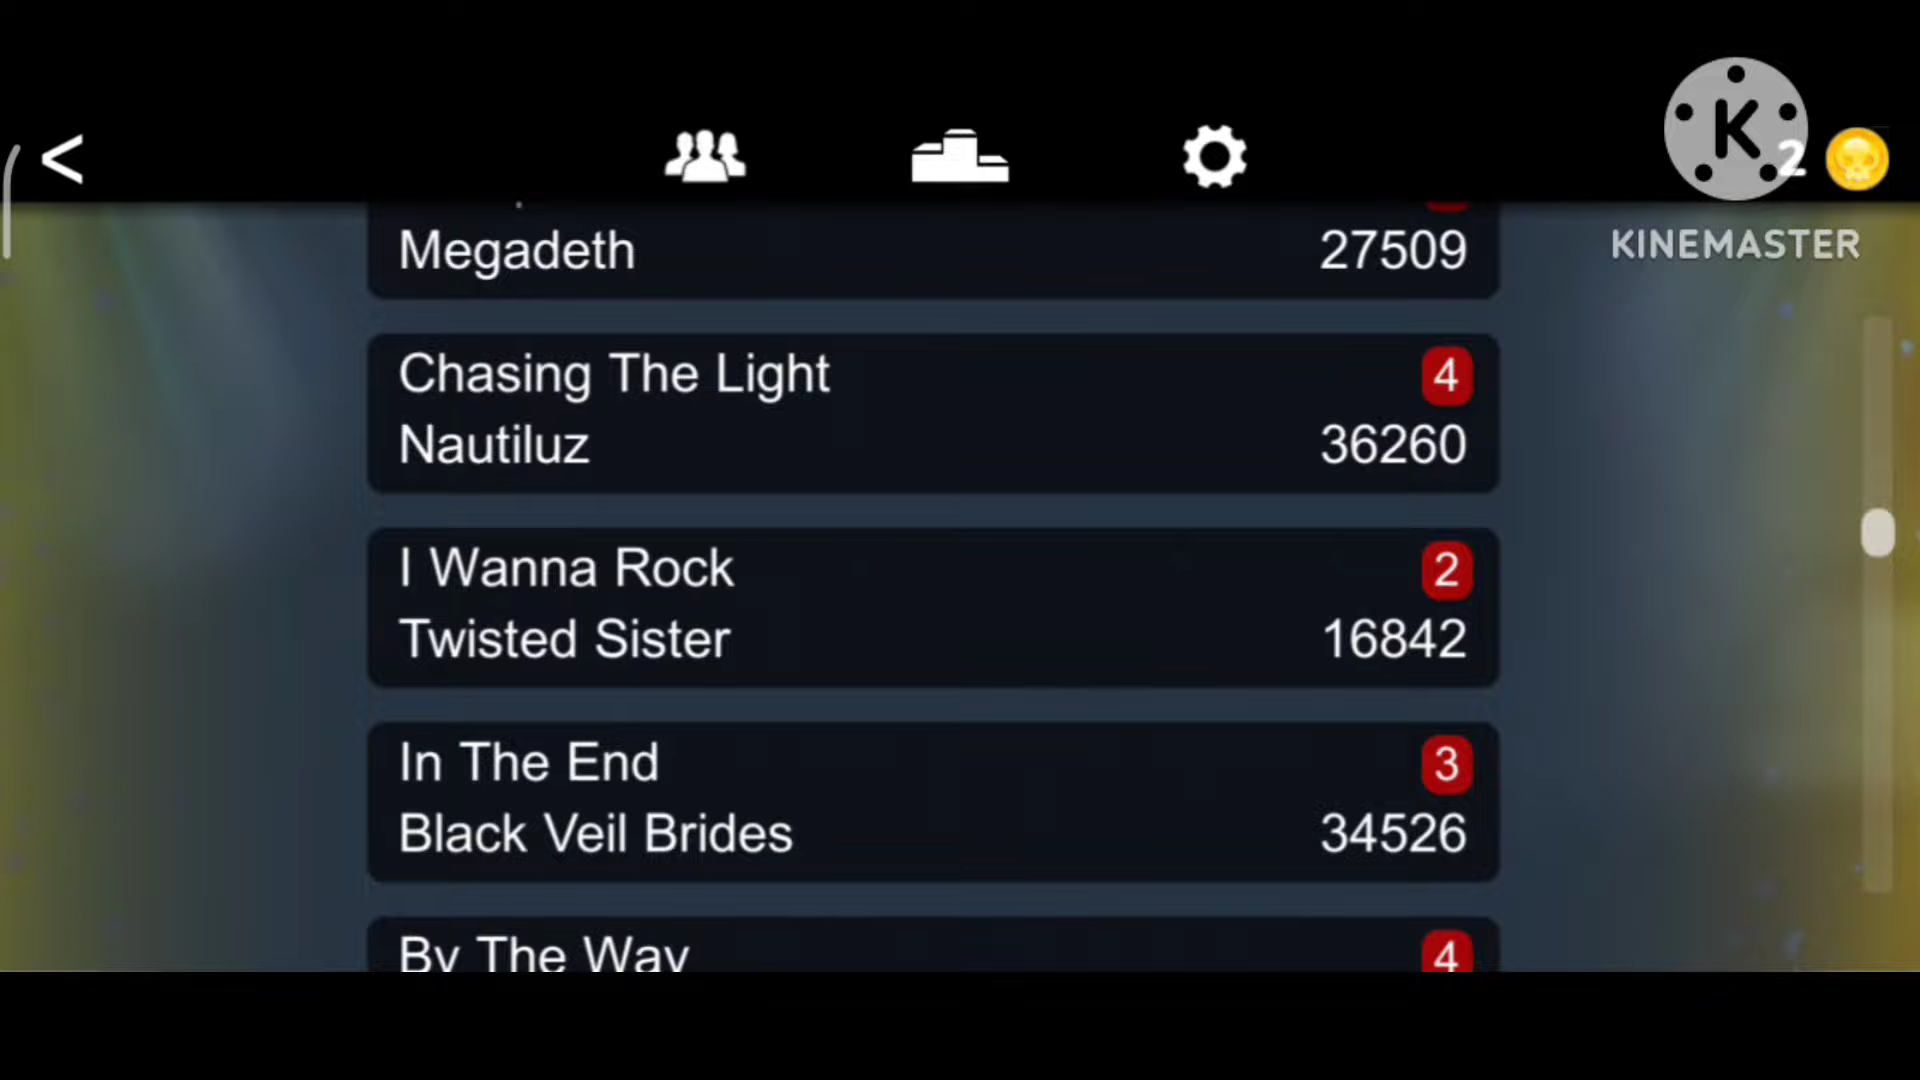 <
K
2
KINEMASTER
Megadeth 27509
Chasing The Light 4
Nautiluz 36260
I Wanna Rock 2
Twisted Sister 16842
In The End 3
Black Veil Brides 34526
By The Way 4